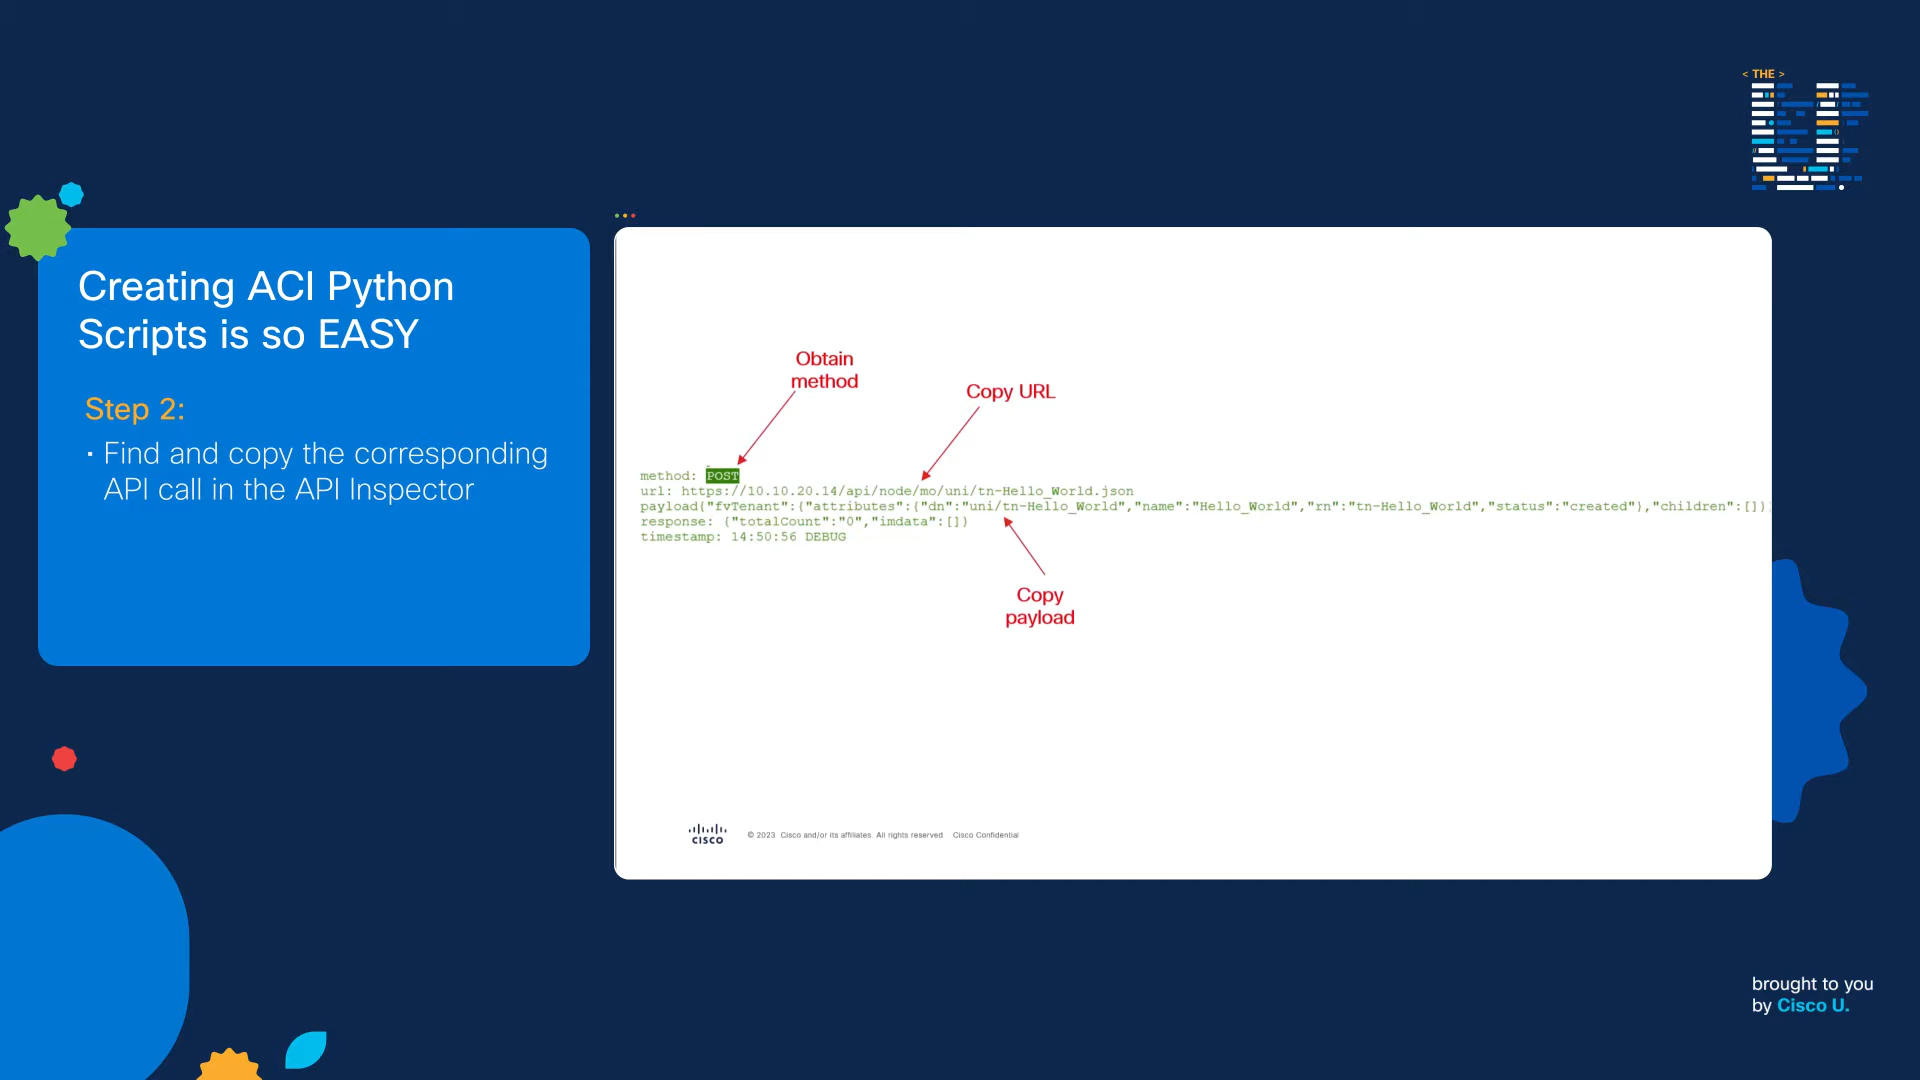 < THE >
Creating ACI Python
Scripts is so EASY
Step 2:
· Find and copy the corresponding
API call in the API Inspector
Obtain
method
Copy URL
method: POST
url: https://10.10.20.14/api/node/mo/uni/tn-Hello_World.json
payload{"fvTenant":{"attributes":{"dn":"uni/tn-Hello_World","name":"Hello_World","rn":"tn-Hello_World","status":"created"},"children":[]}}
response: {"totalCount":"0","imdata":[]}
timestamp: 14:50:56 DEBUG
Copy
payload
CISCO
© 2023 Cisco and/or its affiliates. All rights reserved. Cisco Confidential
brought to you
by Cisco U.